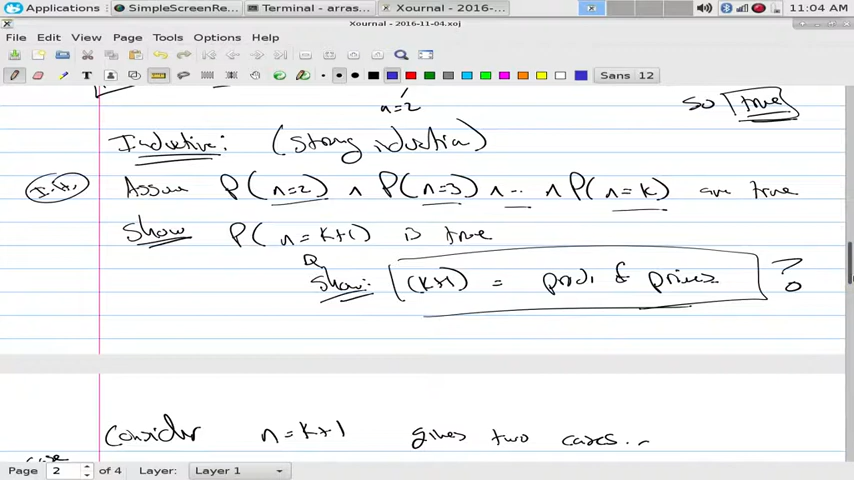 Applications SimpleScreenRe... Terminal - arras... Xournal - 2016-... 11:04 AM
Xournal - 2016-11-04.xoj
File Edit View Page Tools Options Help
Sans 12
n=2
so true
Inductive: (strong induction)
I.H. Assume P(n=2) ∧ P(n=3) ∧ ... ∧ P(n=k) are true
Show P(n=k+1) is true
Show: (k+1) = prod. of primes ?
Consider n=k+1 gives two cases...
case
Page 2 of 4 Layer: Layer 1